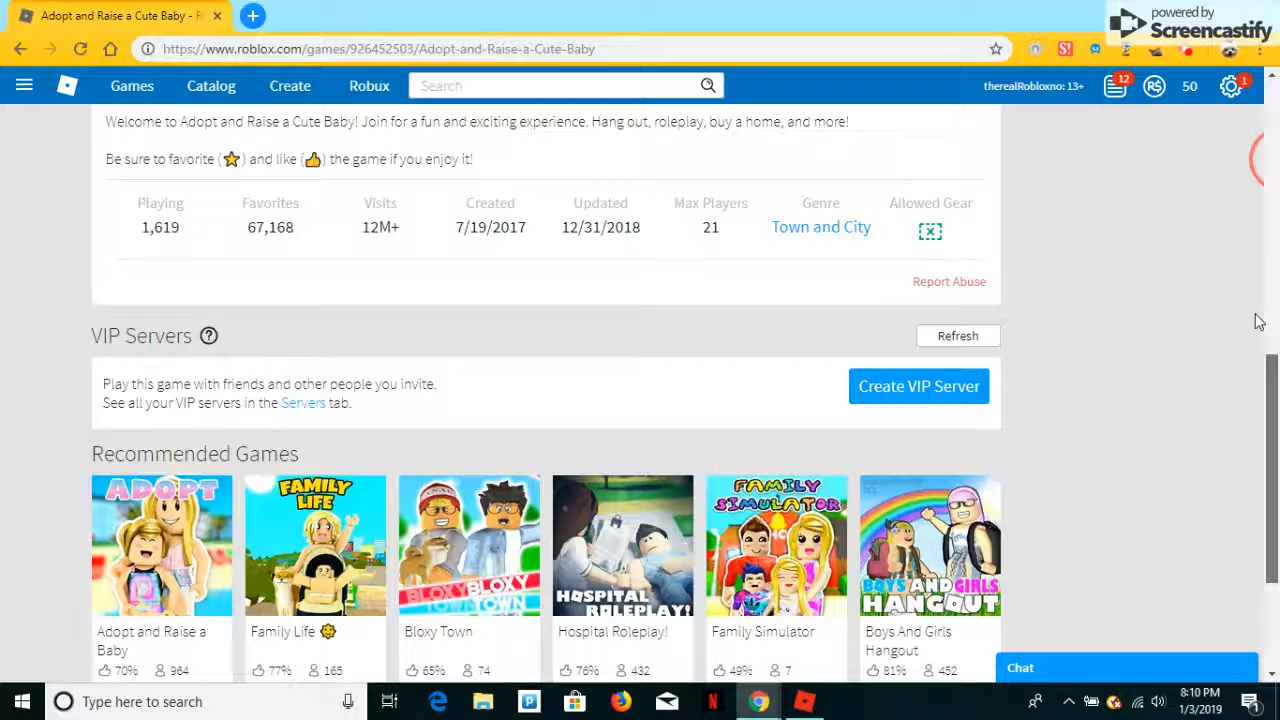 powered by
Screencastify
Adopt and Raise a Cute Baby - R
https://www.roblox.com/games/926452503/Adopt-and-Raise-a-Cute-Baby
Games Catalog Create Robux Search therealRobloxno: 13+ 12 50 1
Welcome to Adopt and Raise a Cute Baby! Join for a fun and exciting experience. Hang out, roleplay, buy a home, and more!
Be sure to favorite (⭐) and like (👍) the game if you enjoy it!
Playing Favorites Visits Created Updated Max Players Genre Allowed Gear
1,619 67,168 12M+ 7/19/2017 12/31/2018 21 Town and City
Report Abuse
VIP Servers
Refresh
Play this game with friends and other people you invite.
See all your VIP servers in the Servers tab.
Create VIP Server
Recommended Games
ADOPT
FAMILY
LIFE
BLOXY TOWN
HOSPITAL
ROLEPLAY!
FAMILY
SIMULATOR
BOYS AND GIRLS
HANGOUT
Adopt and Raise a
Baby
70% 964
Family Life
77% 165
Bloxy Town
65% 74
Hospital Roleplay!
76% 432
Family Simulator
49% 7
Boys And Girls
Hangout
81% 452
Chat
Type here to search
8:10 PM
1/3/2019
1